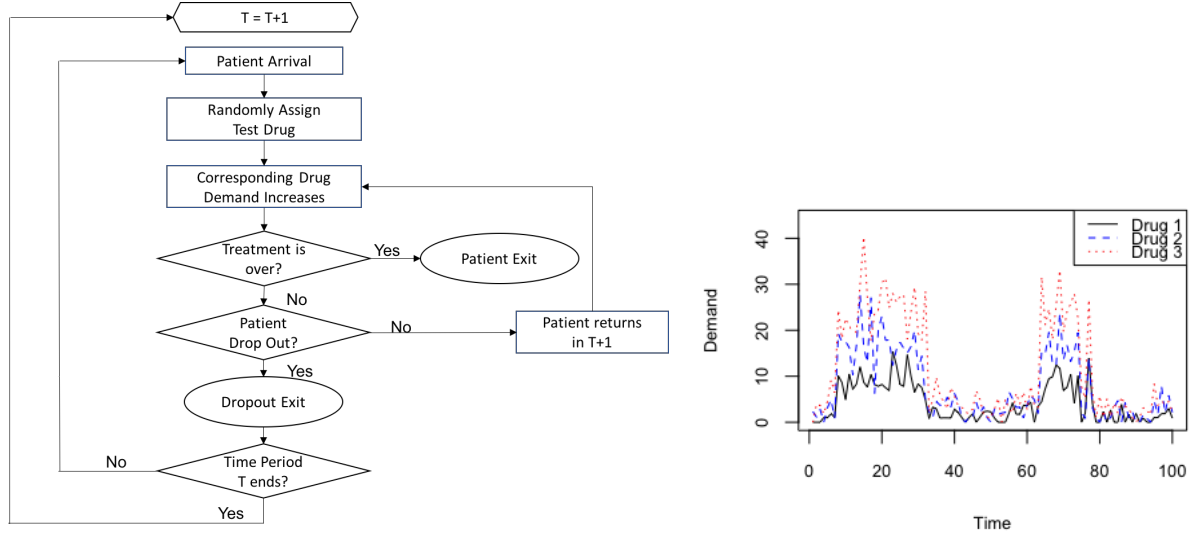 T = T+1
Patient Arrival
Randomly Assign
Test Drug
Corresponding Drug
Demand Increases
Treatment is
over?
Yes
Patient Exit
No
Patient
Drop Out?
No
Patient returns
in T+1
Yes
Dropout Exit
Time Period
T ends?
No
Yes
Drug 1
Drug 2
Drug 3
Demand
40
30
20
10
0
0 20 40 60 80 100
Time